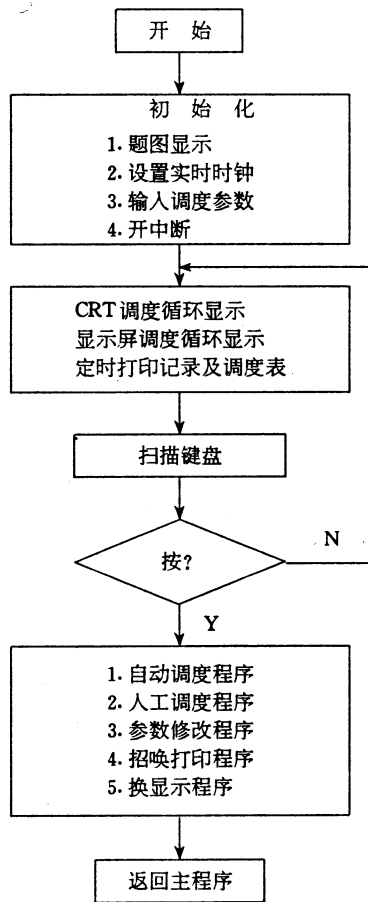 开 始
初 始 化
1. 题图显示
2. 设置实时时钟
3. 输入调度参数
4. 开中断
CRT 调度循环显示
显示屏调度循环显示
定时打印记录及调度表
扫描键盘
按?
N
Y
1. 自动调度程序
2. 人工调度程序
3. 参数修改程序
4. 招唤打印程序
5. 换显示程序
返回主程序